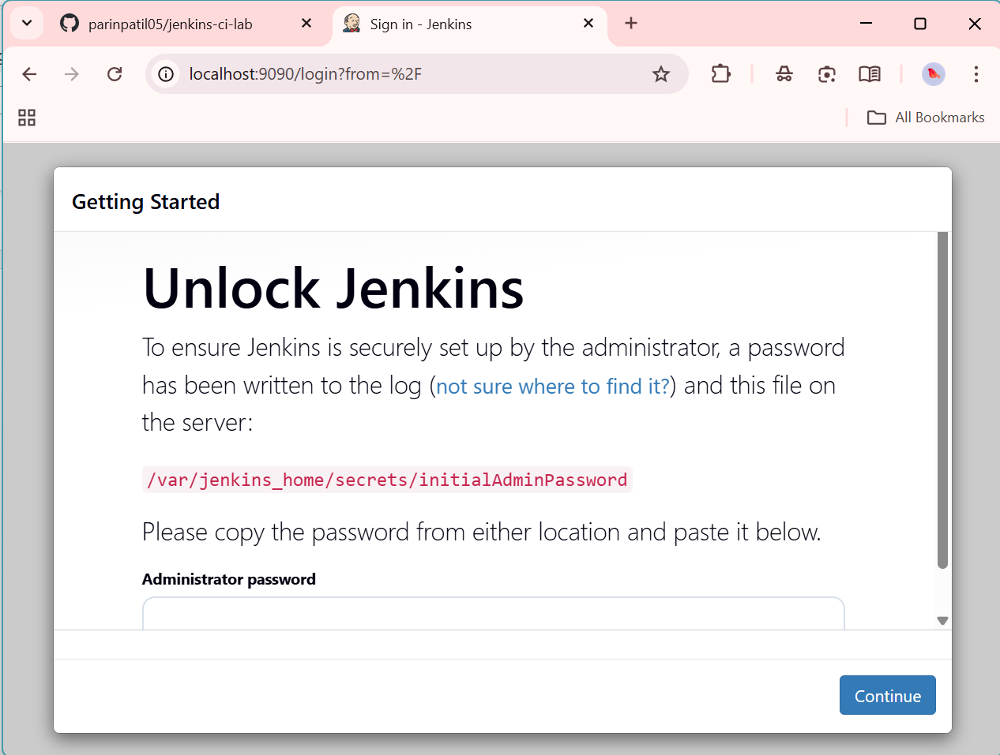 parinpatil05/jenkins-ci-lab
Sign in - Jenkins
localhost:9090/login?from=%2F
All Bookmarks
Getting Started
Unlock Jenkins
To ensure Jenkins is securely set up by the administrator, a password
has been written to the log (not sure where to find it?) and this file on
the server:
/var/jenkins_home/secrets/initialAdminPassword
Please copy the password from either location and paste it below.
Administrator password
Continue